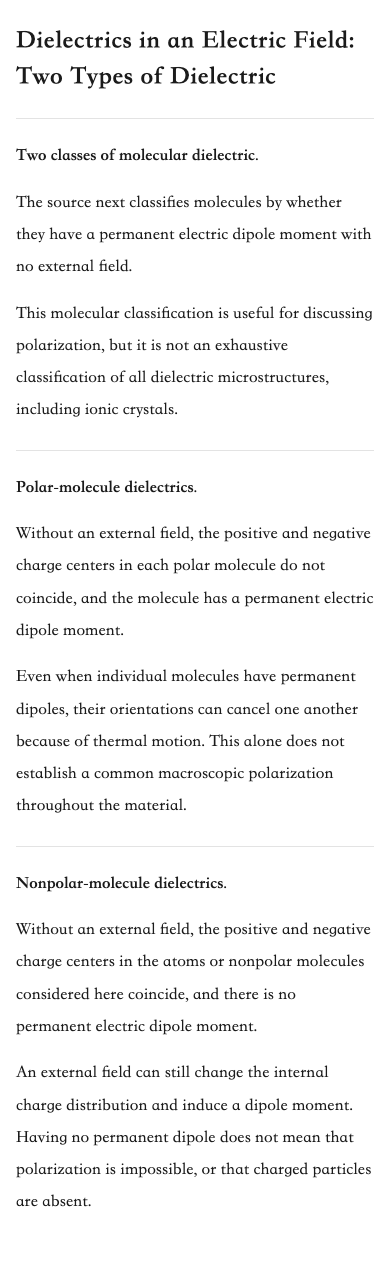 Dielectrics in an Electric Field:
Two Types of Dielectric
Two classes of molecular dielectric.
The source next classifies molecules by whether
they have a permanent electric dipole moment with
no external field.
This molecular classification is useful for discussing
polarization, but it is not an exhaustive
classification of all dielectric microstructures,
including ionic crystals.
Polar-molecule dielectrics.
Without an external field, the positive and negative
charge centers in each polar molecule do not
coincide, and the molecule has a permanent electric
dipole moment.
Even when individual molecules have permanent
dipoles, their orientations can cancel one another
because of thermal motion. This alone does not
establish a common macroscopic polarization
throughout the material.
Nonpolar-molecule dielectrics.
Without an external field, the positive and negative
charge centers in the atoms or nonpolar molecules
considered here coincide, and there is no
permanent electric dipole moment.
An external field can still change the internal
charge distribution and induce a dipole moment.
Having no permanent dipole does not mean that
polarization is impossible, or that charged particles
are absent.